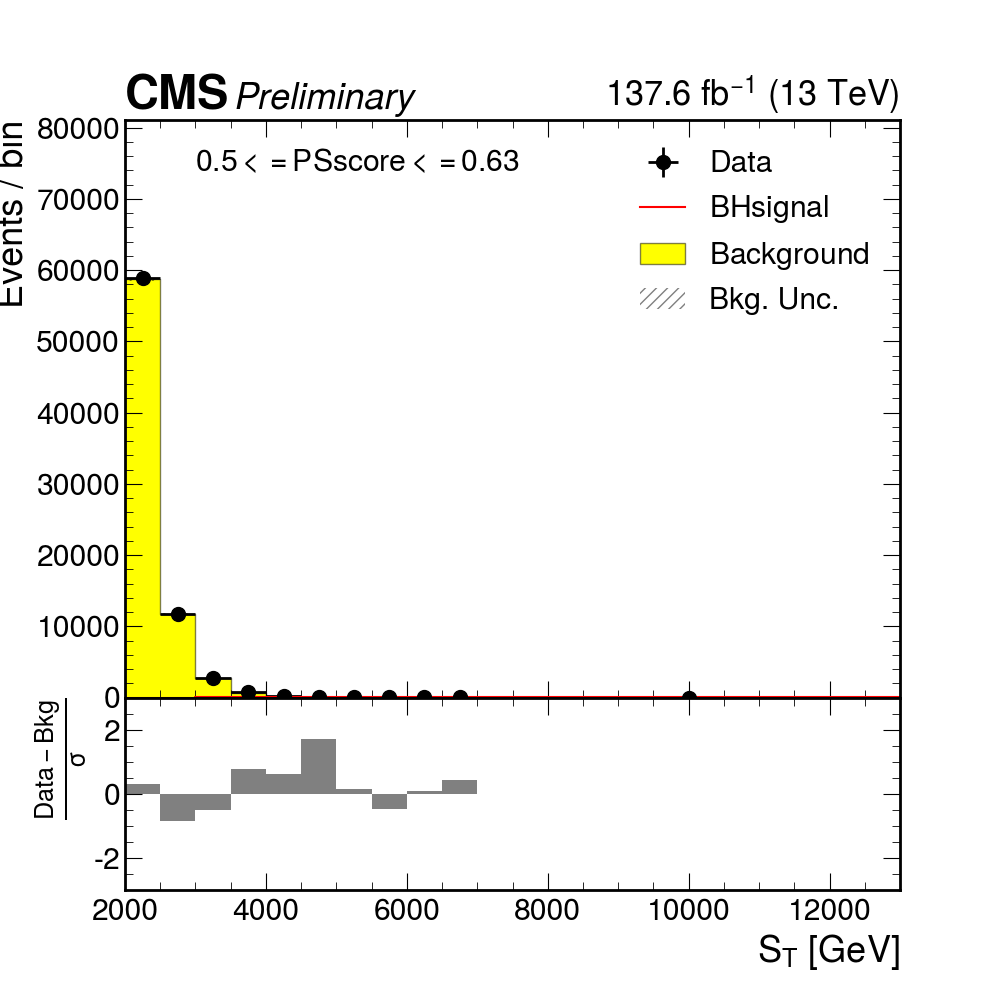 CMS Preliminary 137.6 fb⁻¹ (13 TeV)
0.5 < = PSscore < = 0.63
Data
BHsignal
Background
Bkg. Unc.
Events / bin
80000
70000
60000
50000
40000
30000
20000
10000
0
Data − Bkg
σ
2
0
-2
2000 4000 6000 8000 10000 12000
S_T [GeV]